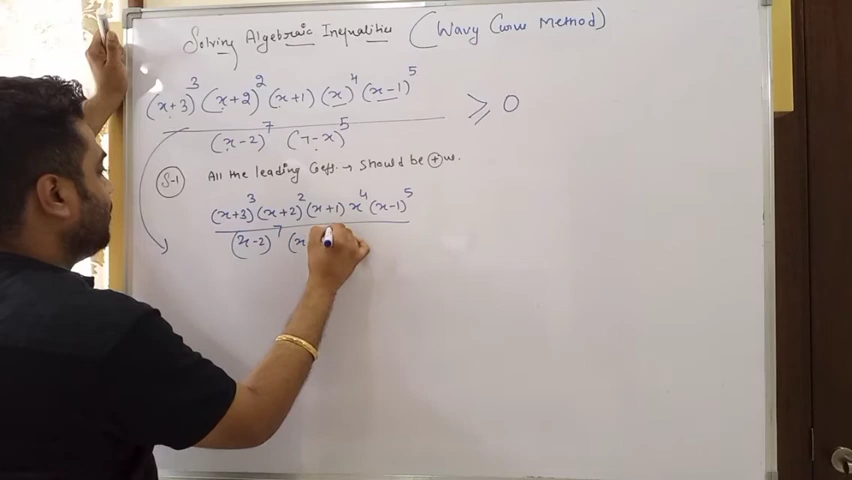 Solving Algebraic Inequalities (Wavy Curve Method)
(x+3)³ (x+2)² (x+1) (x)⁴ (x-1)⁵
⩾ 0
(x-2)⁷ (7-x)⁵
S-1 All the leading Coeff. → should be ⊕ve.
(x+3)³ (x+2)² (x+1) x⁴ (x-1)⁵
(x-2)⁷ (x